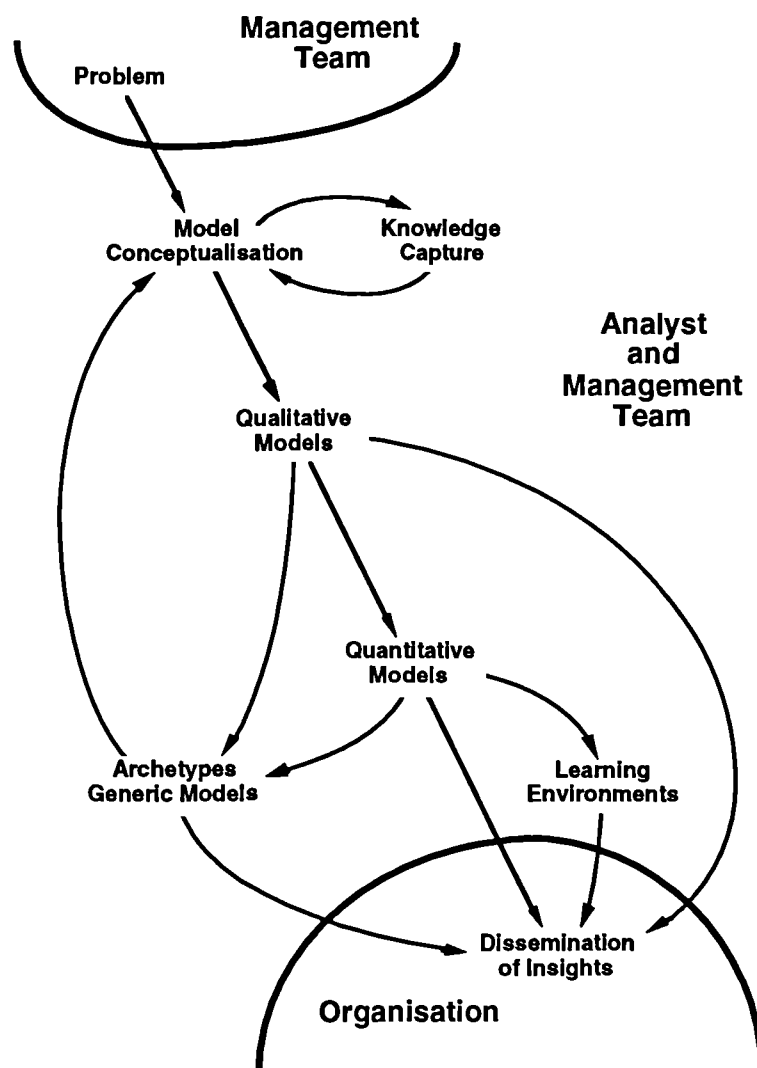 Management
Team
Problem
Model
Conceptualisation
Knowledge
Capture
Analyst
and
Management
Team
Qualitative
Models
Quantitative
Models
Archetypes
Generic Models
Learning
Environments
Dissemination
of Insights
Organisation